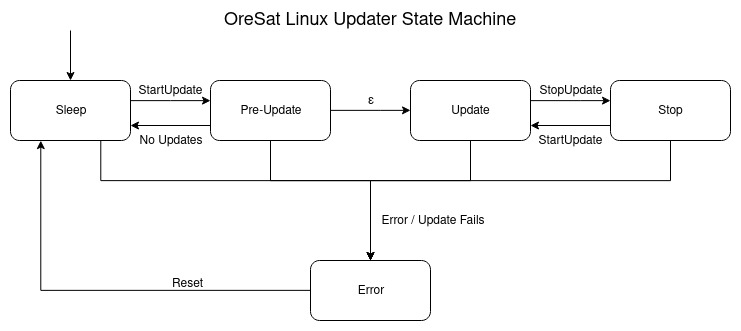 OreSat Linux Updater State Machine
StartUpdate
ε
StopUpdate
Sleep
Pre-Update
Update
Stop
No Updates
StartUpdate
Error / Update Fails
Reset
Error